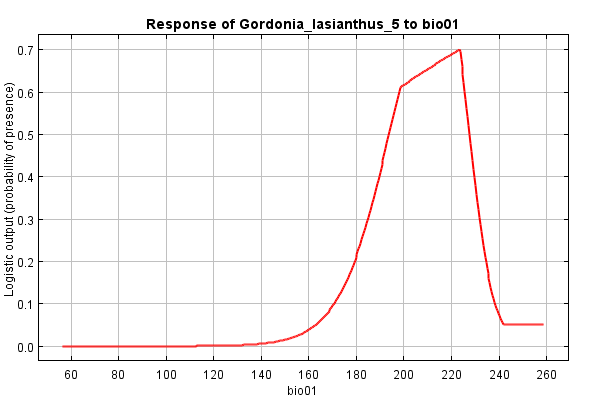 Response of Gordonia_lasianthus_5 to bio01
Logistic output (probability of presence)
0.7
0.6
0.5
0.4
0.3
0.2
0.1
0.0
60 80 100 120 140 160 180 200 220 240 260
bio01